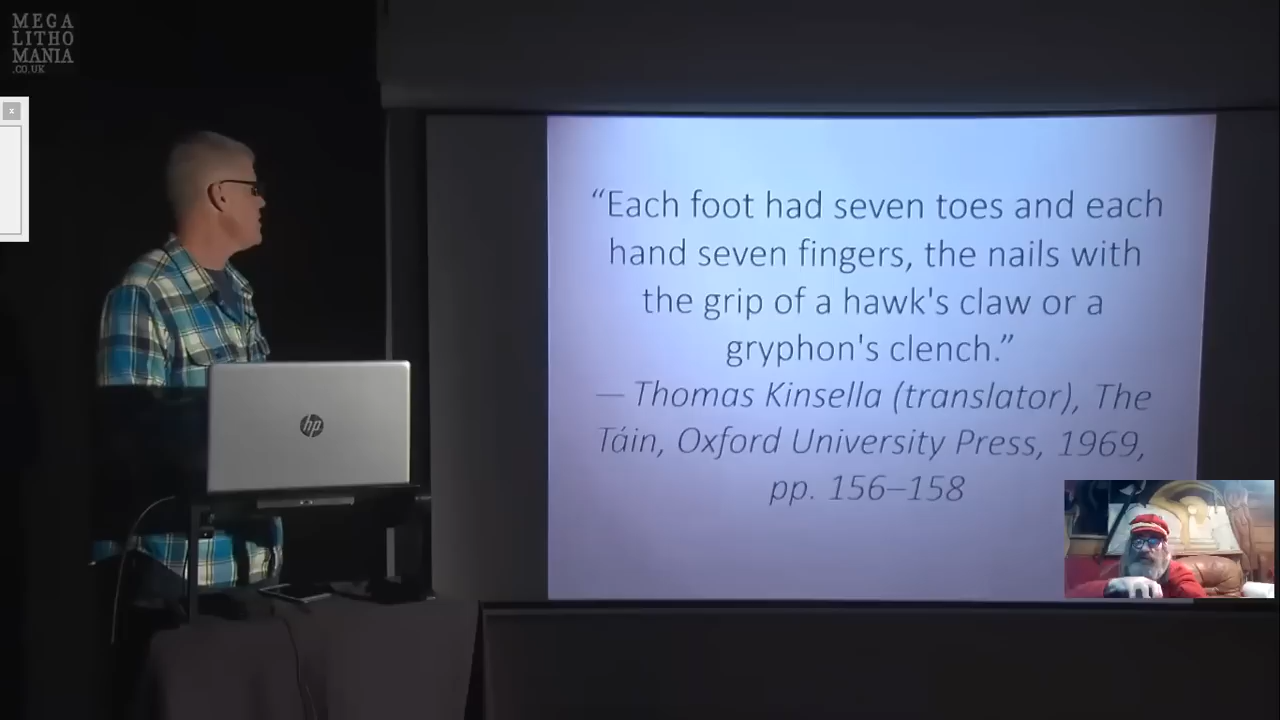 MEGA
LITHO
MANIA
.CO.UK
x
“Each foot had seven toes and each
hand seven fingers, the nails with
the grip of a hawk's claw or a
gryphon's clench.”
— Thomas Kinsella (translator), The
Táin, Oxford University Press, 1969,
pp. 156–158
hp